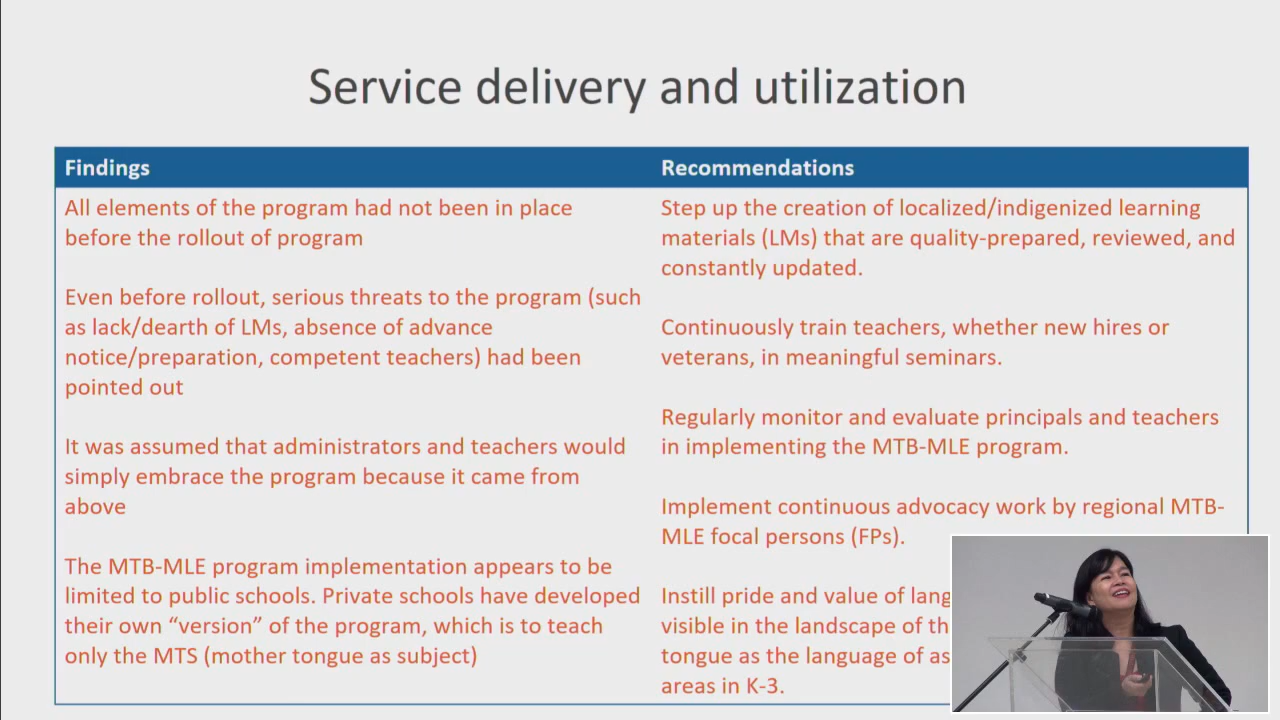 Service delivery and utilization
Findings
All elements of the program had not been in place
before the rollout of program
Even before rollout, serious threats to the program (such
as lack/dearth of LMs, absence of advance
notice/preparation, competent teachers) had been
pointed out
It was assumed that administrators and teachers would
simply embrace the program because it came from
above
The MTB-MLE program implementation appears to be
limited to public schools. Private schools have developed
their own “version” of the program, which is to teach
only the MTS (mother tongue as subject)
Recommendations
Step up the creation of localized/indigenized learning
materials (LMs) that are quality-prepared, reviewed, and
constantly updated.
Continuously train teachers, whether new hires or
veterans, in meaningful seminars.
Regularly monitor and evaluate principals and teachers
in implementing the MTB-MLE program.
Implement continuous advocacy work by regional MTB-
MLE focal persons (FPs).
Instill pride and value of
visible in the landscape of
tongue as the language of
areas in K-3.